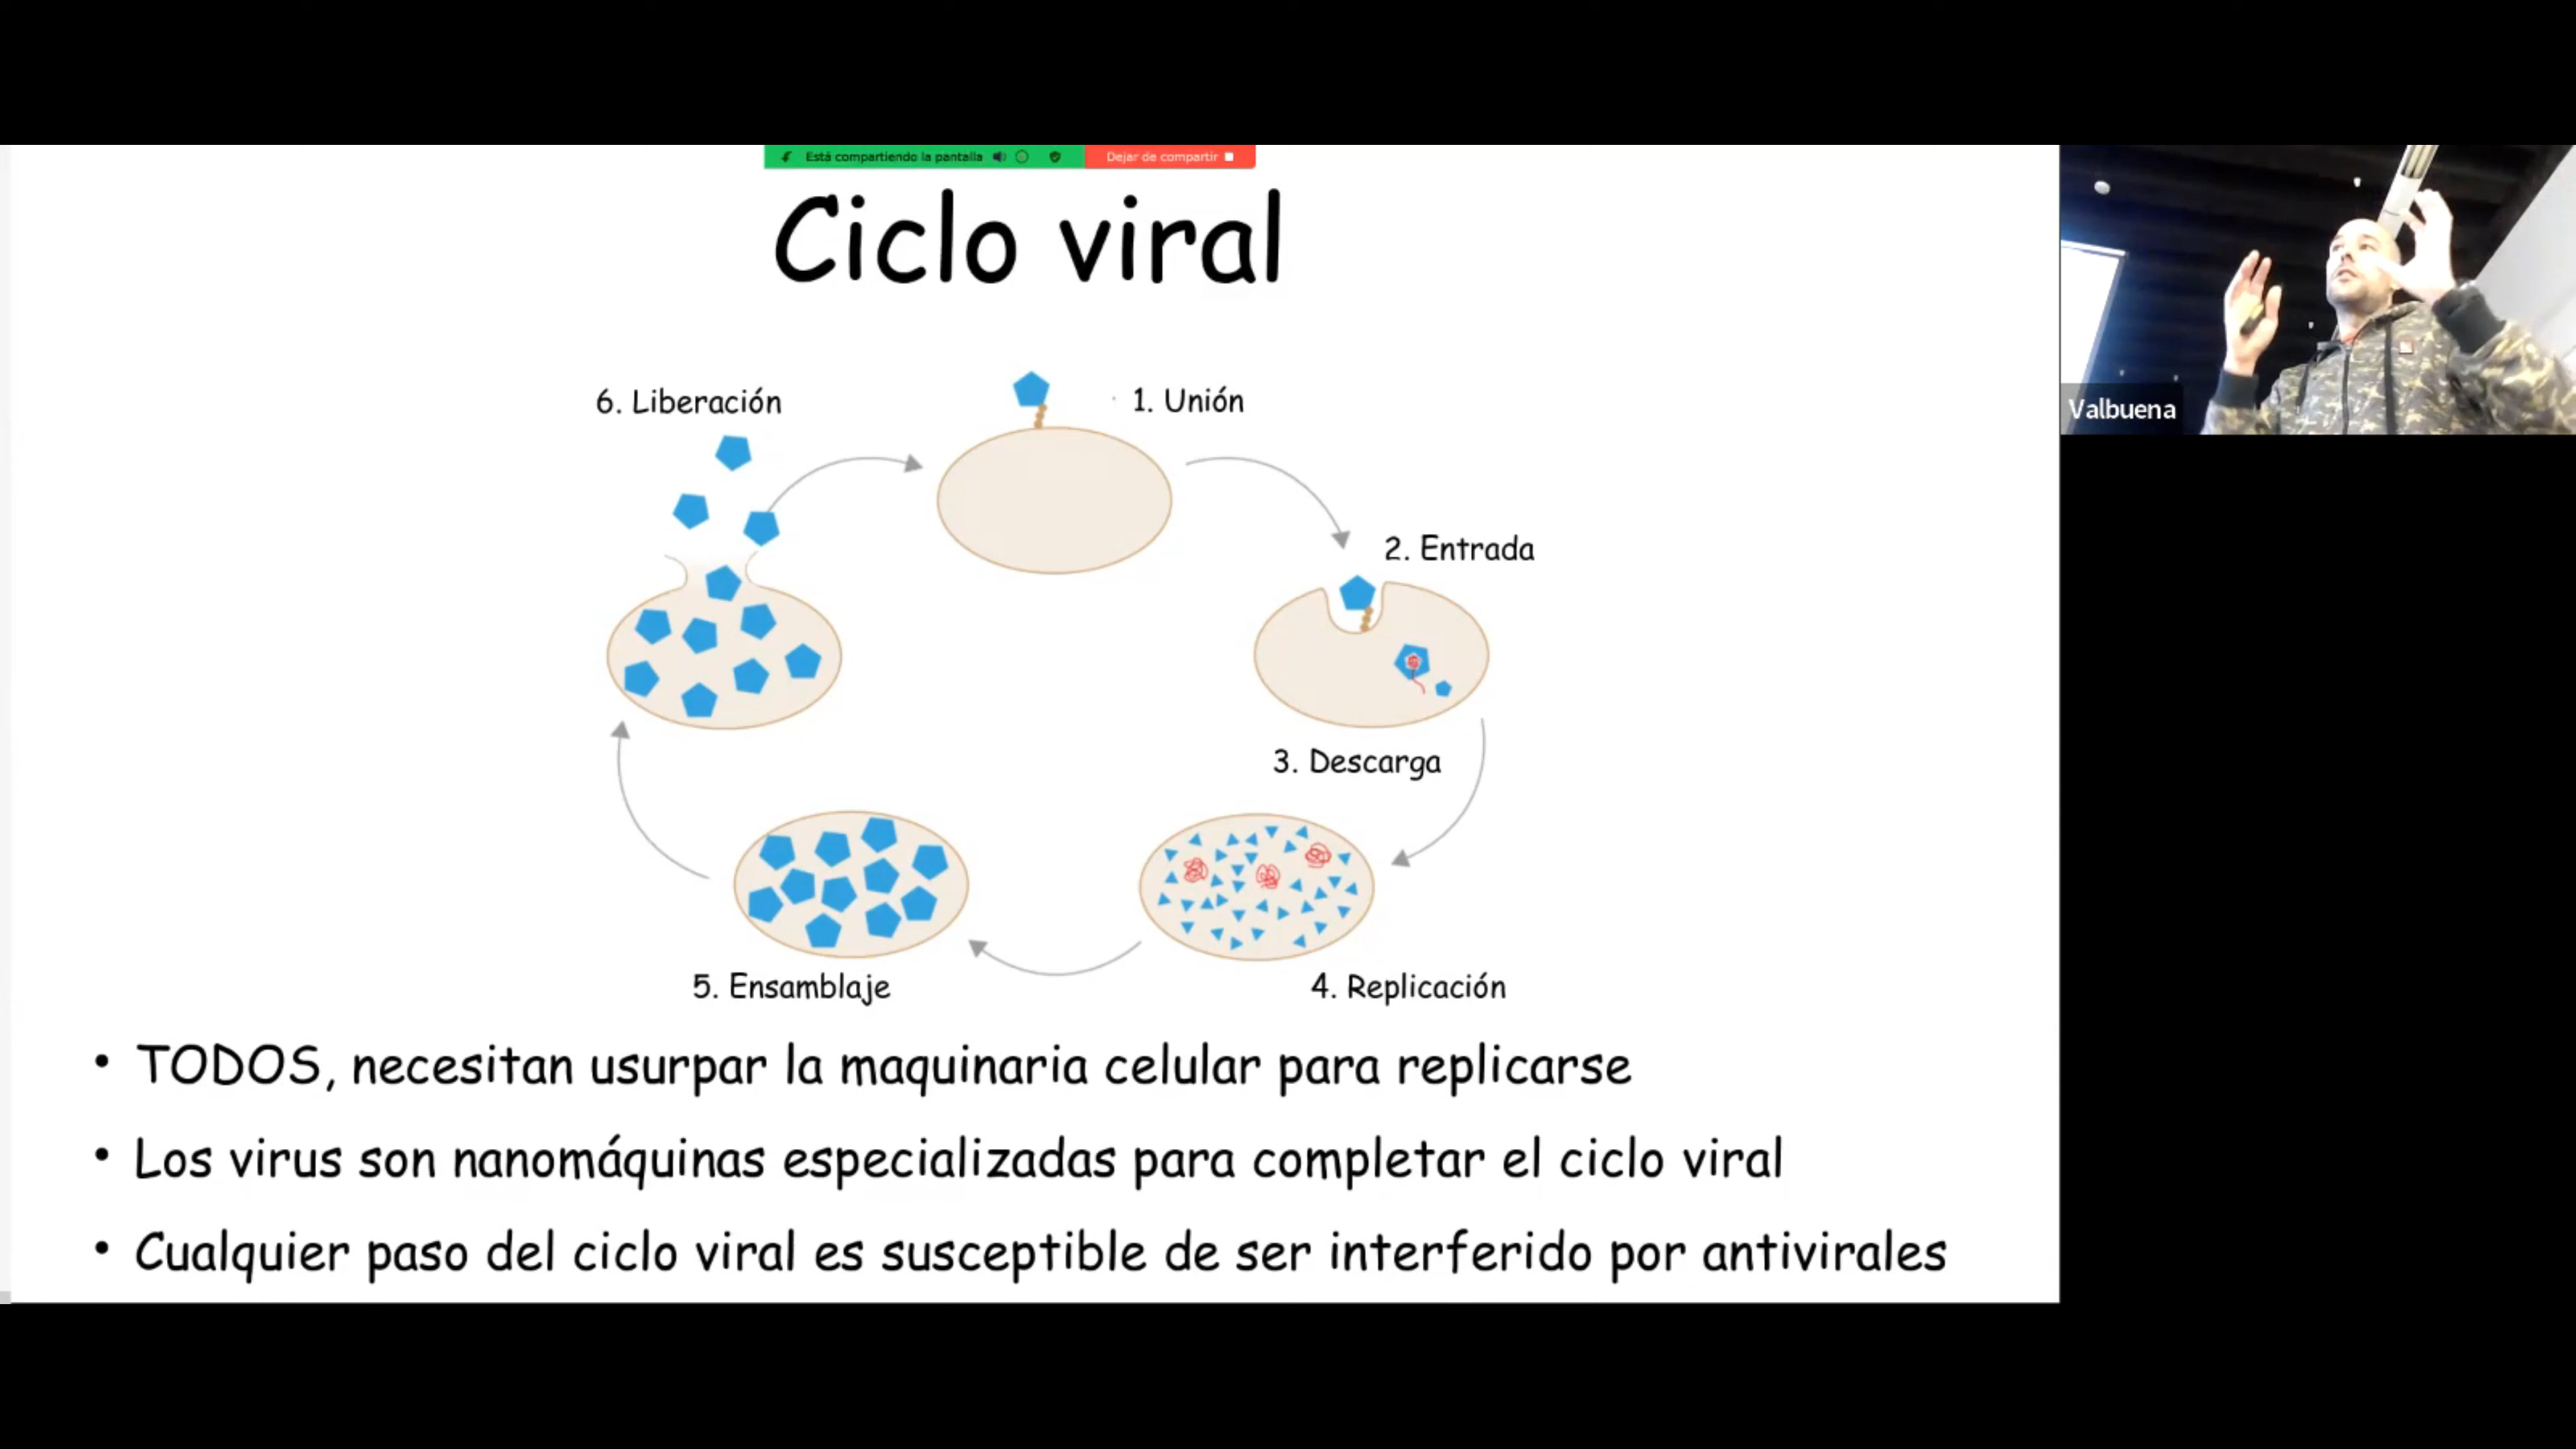 Está compartiendo la pantalla
Dejar de compartir
Ciclo viral
6. Liberación
1. Unión
2. Entrada
3. Descarga
5. Ensamblaje
4. Replicación
• TODOS, necesitan usurpar la maquinaria celular para replicarse
• Los virus son nanomáquinas especializadas para completar el ciclo viral
• Cualquier paso del ciclo viral es susceptible de ser interferido por antivirales
Valbuena